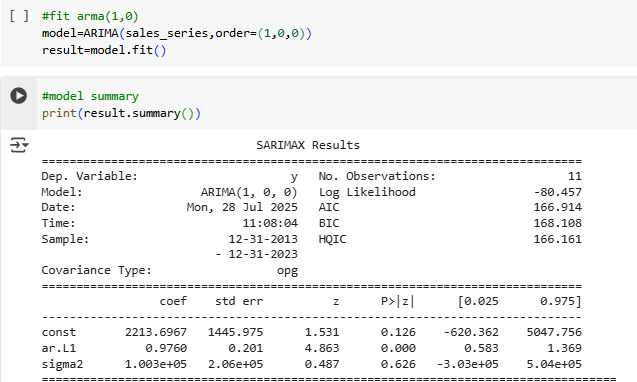 [ ] #fit arma(1,0)
model=ARIMA(sales_series,order=(1,0,0))
result=model.fit()
#model summary
print(result.summary())
SARIMAX Results
==============================================================================
Dep. Variable: y No. Observations: 11
Model: ARIMA(1, 0, 0) Log Likelihood -80.457
Date: Mon, 28 Jul 2025 AIC 166.914
Time: 11:08:04 BIC 168.108
Sample: 12-31-2013 HQIC 166.161
- 12-31-2023
Covariance Type: opg
==============================================================================
coef std err z P>|z| [0.025 0.975]
------------------------------------------------------------------------------
const 2213.6967 1445.975 1.531 0.126 -620.362 5047.756
ar.L1 0.9760 0.201 4.863 0.000 0.583 1.369
sigma2 1.003e+05 2.06e+05 0.487 0.626 -3.03e+05 5.04e+05
===================================================================================